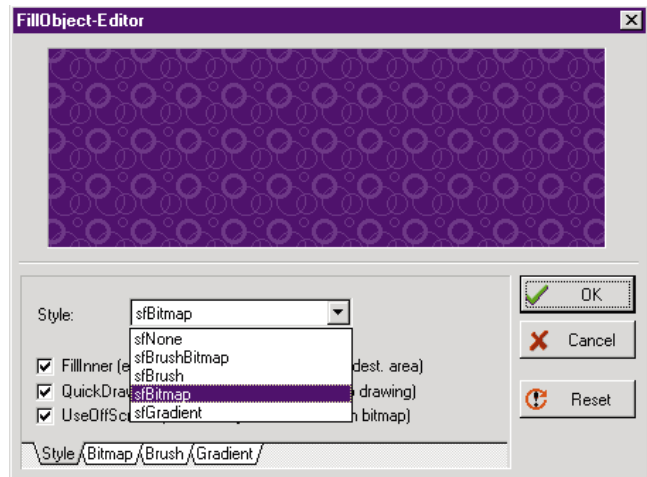 FillObject-Editor
Style:
sfBitmap
sfNone
sfBrushBitmap
sfBrush
sfBitmap
sfGradient
FillInner (e dest. area)
QuickDra drawing)
UseOffSc bitmap)
Style
Bitmap
Brush
Gradient
OK
Cancel
Reset